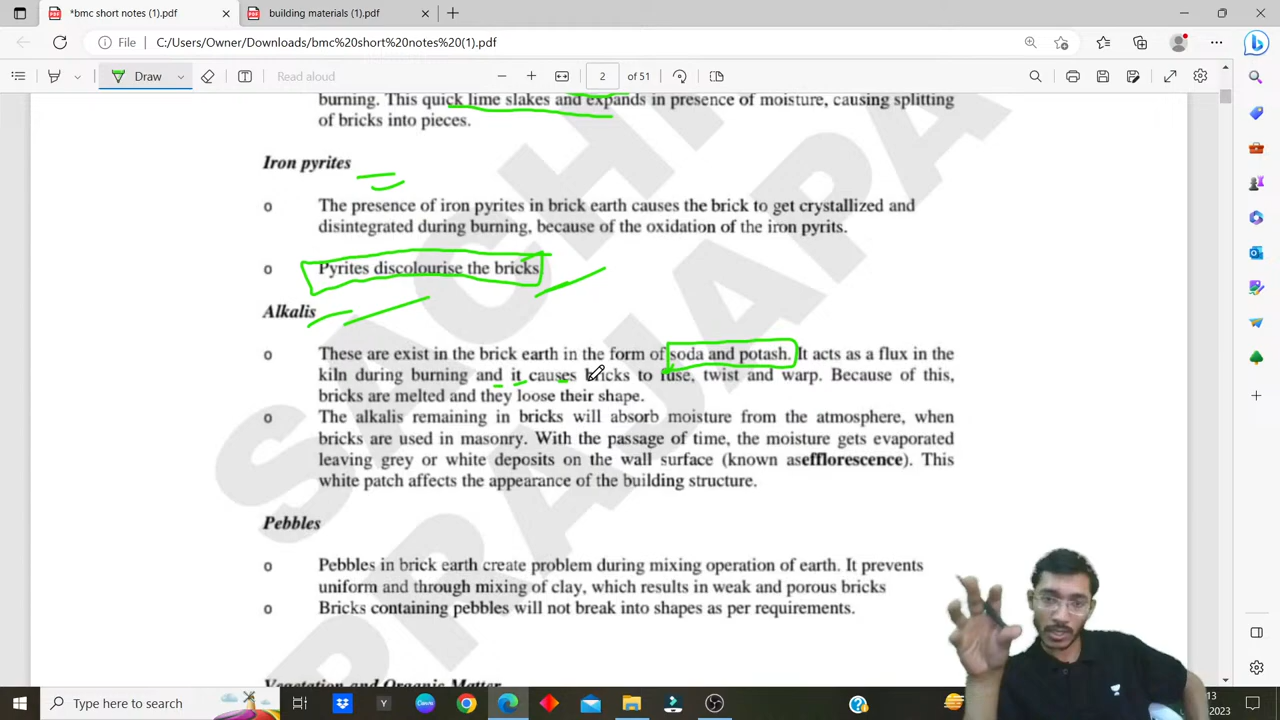 *bmc short notes (1).pdf
building materials (1).pdf
File
C:/Users/Owner/Downloads/bmc%20short%20notes%20(1).pdf
Draw
Read aloud
2
of 51
burning. This quick lime slakes and expands in presence of moisture, causing splitting
of bricks into pieces.
Iron pyrites
o The presence of iron pyrites in brick earth causes the brick to get crystallized and
disintegrated during burning, because of the oxidation of the iron pyrits.
o Pyrites discolourise the bricks
Alkalis
o These are exist in the brick earth in the form of soda and potash. It acts as a flux in the
kiln during burning and it causes bricks to fuse, twist and warp. Because of this,
bricks are melted and they loose their shape.
o The alkalis remaining in bricks will absorb moisture from the atmosphere, when
bricks are used in masonry. With the passage of time, the moisture gets evaporated
leaving grey or white deposits on the wall surface (known asefflorescence). This
white patch affects the appearance of the building structure.
Pebbles
o Pebbles in brick earth create problem during mixing operation of earth. It prevents
uniform and through mixing of clay, which results in weak and porous bricks
o Bricks containing pebbles will not break into shapes as per requirements.
Vegetation and Organic Matter
SACHI
PRAJAPA
Type here to search
13
2023